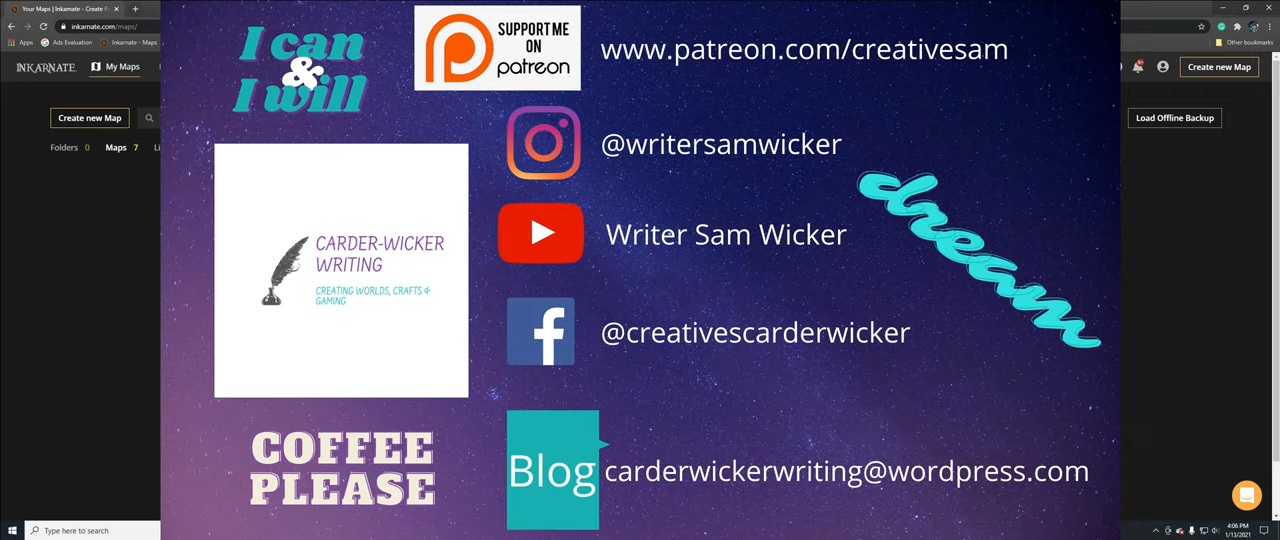 Your Maps | Inkarnate - Create F
inkarnate.com/maps/
Apps
Ads Evaluation
Inkarnate - Maps
Other bookmarks
INKARNATE
My Maps
Create new Map
Create new Map
Load Offline Backup
Folders 0
Maps 7
I can
&
I will
SUPPORT ME
ON
patreon
www.patreon.com/creativesam
@writersamwicker
dream
Writer Sam Wicker
CARDER-WICKER
WRITING
CREATING WORLDS, CRAFTS &
GAMING
@creativescarderwicker
COFFEE
PLEASE
Blog
carderwickerwriting@wordpress.com
Type here to search
4:06 PM
1/13/2021